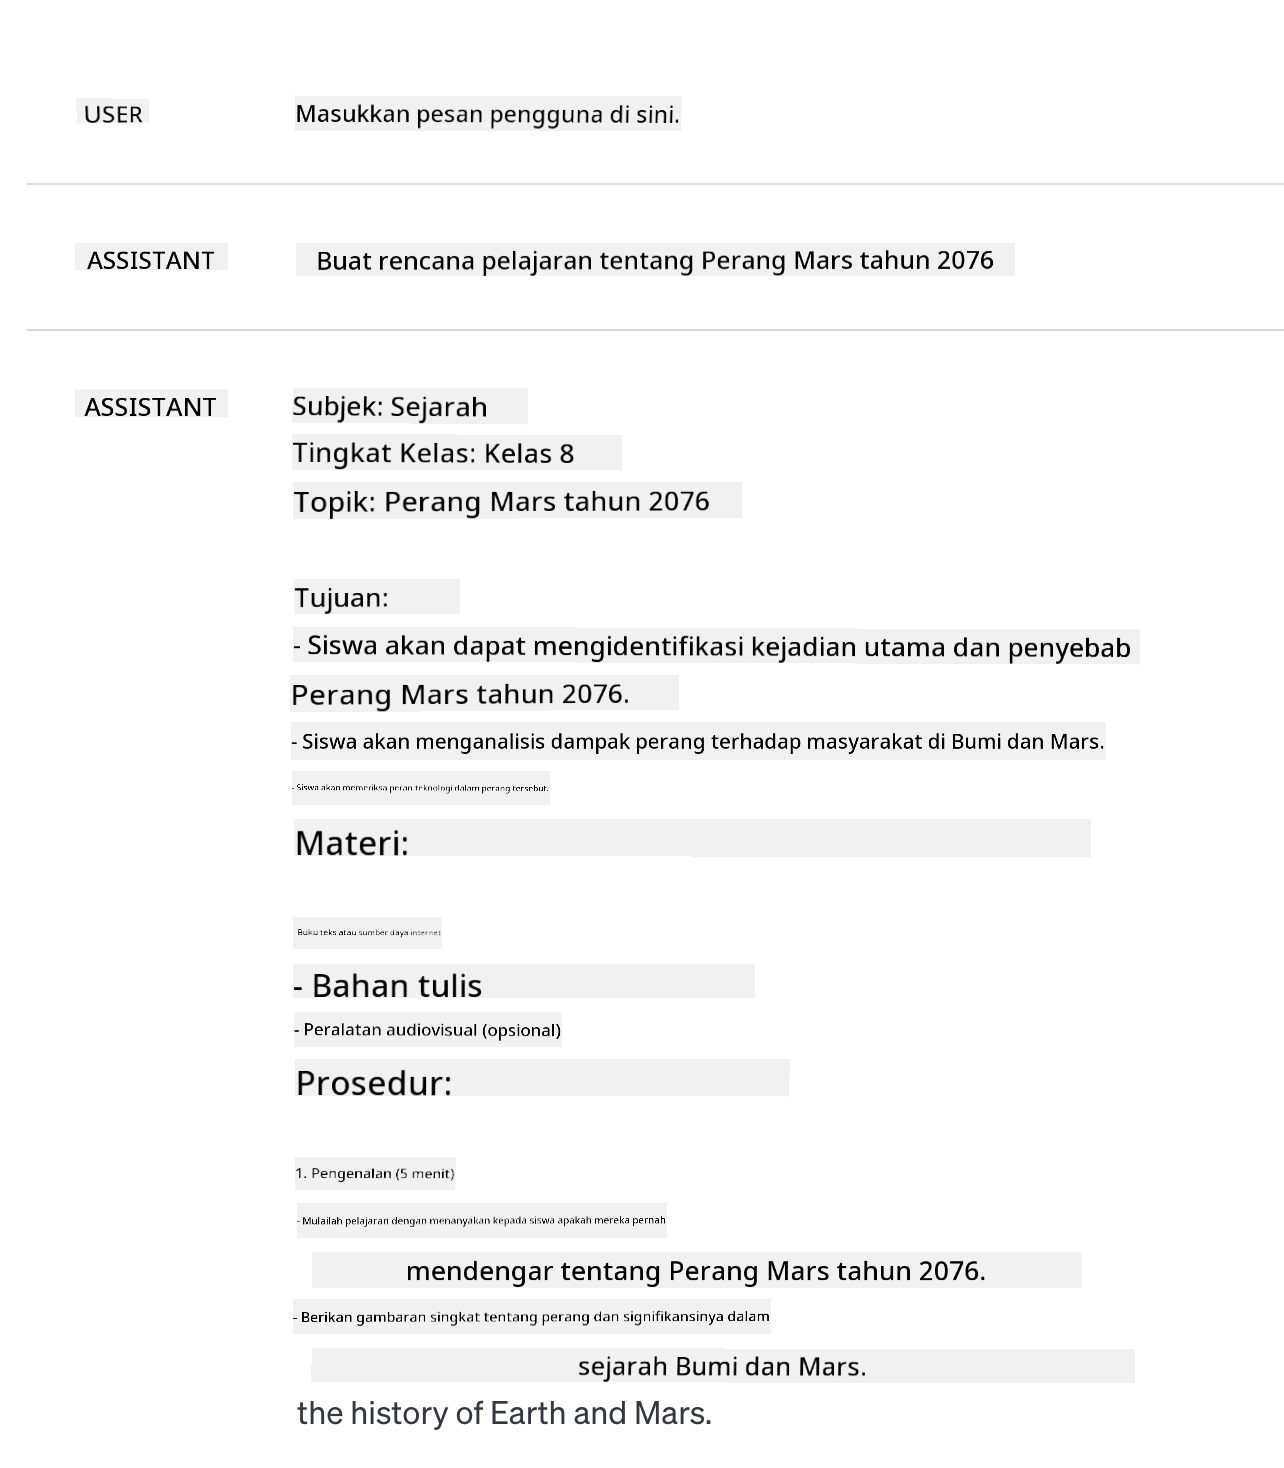 USER
Masukkan pesan pengguna di sini.
ASSISTANT
Buat rencana pelajaran tentang Perang Mars tahun 2076
ASSISTANT
Subjek: Sejarah
Tingkat Kelas: Kelas 8
Topik: Perang Mars tahun 2076
Tujuan:
- Siswa akan dapat mengidentifikasi kejadian utama dan penyebab
Perang Mars tahun 2076.
- Siswa akan menganalisis dampak perang terhadap masyarakat di Bumi dan Mars.
- Siswa akan memeriksa peran teknologi dalam perang tersebut.
Materi:
Buku teks atau sumber daya internet
- Bahan tulis
- Peralatan audiovisual (opsional)
Prosedur:
1. Pengenalan (5 menit)
- Mulailah pelajaran dengan menanyakan kepada siswa apakah mereka pernah
mendengar tentang Perang Mars tahun 2076.
- Berikan gambaran singkat tentang perang dan signifikansinya dalam
sejarah Bumi dan Mars.
the history of Earth and Mars.